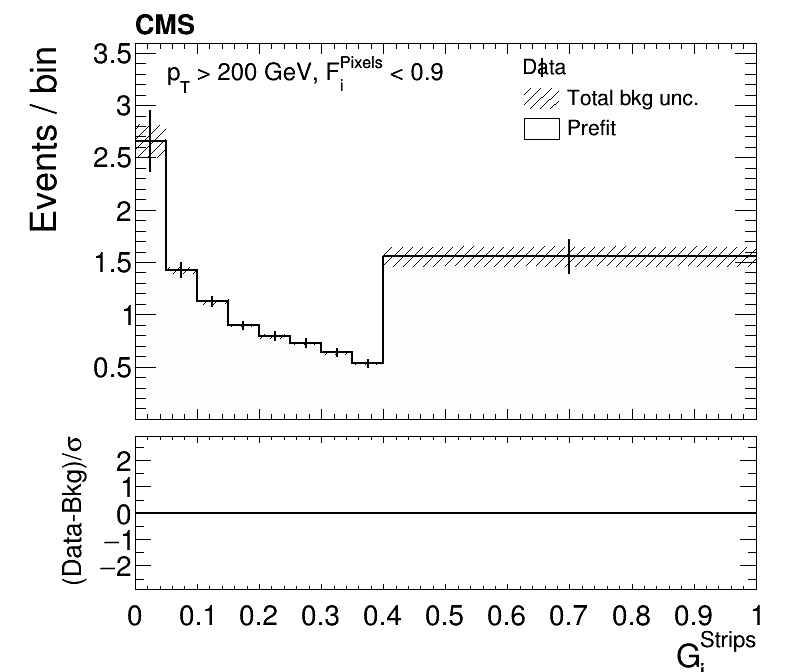 CMS
p_T > 200 GeV, F_i^Pixels < 0.9
Data
Total bkg unc.
Prefit
Events / bin
3.5
3
2.5
2
1.5
1
0.5
(Data-Bkg)/σ
2
1
0
−1
−2
0 0.1 0.2 0.3 0.4 0.5 0.6 0.7 0.8 0.9 1
G_i^Strips